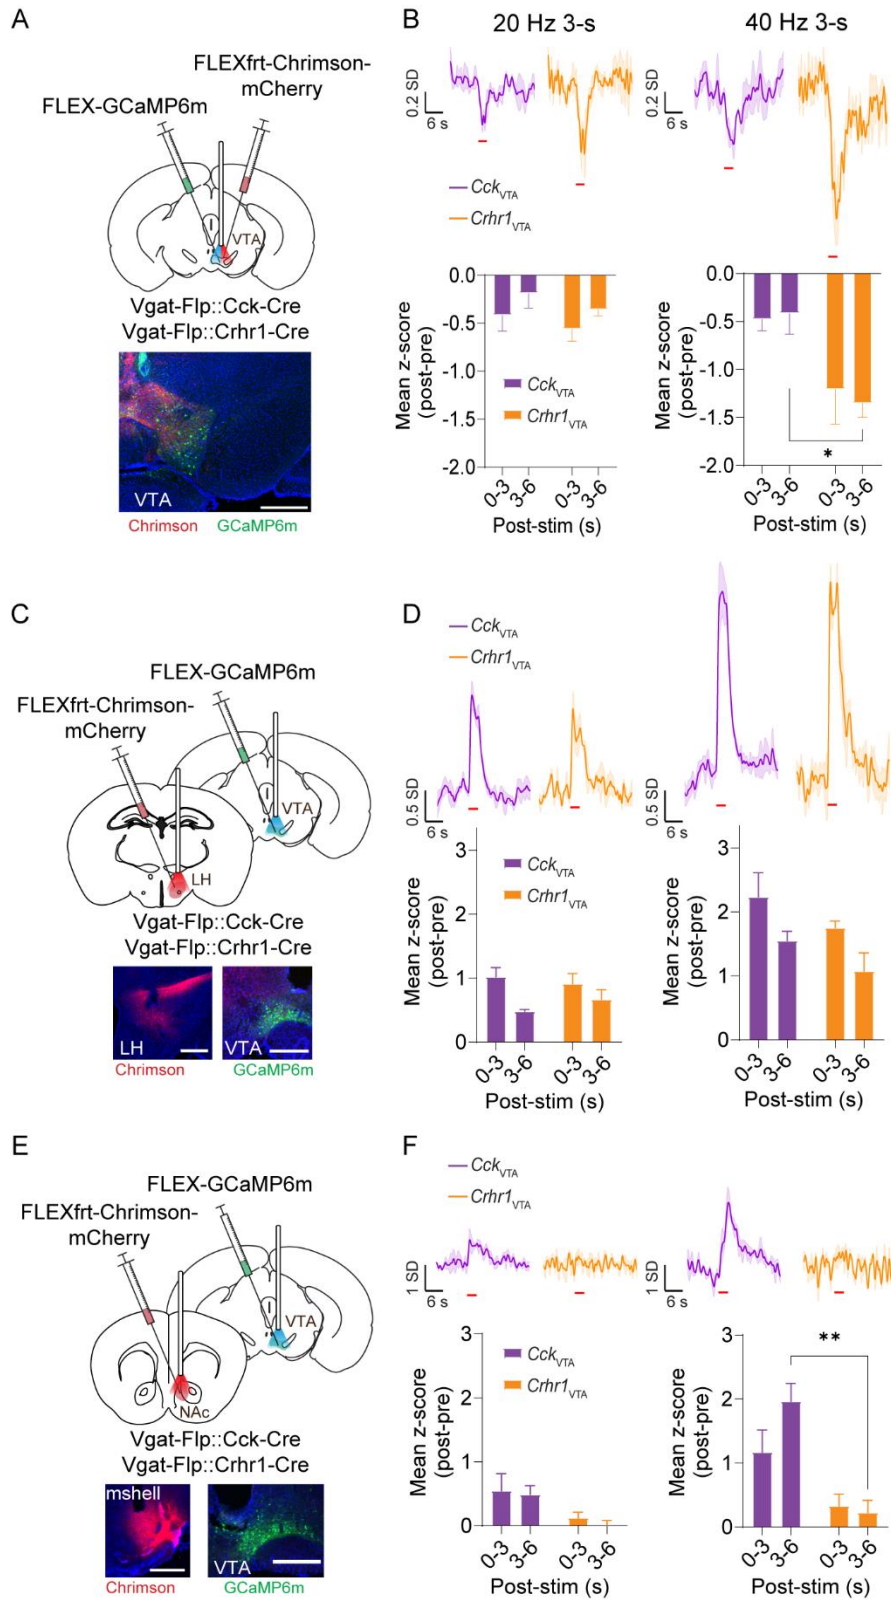 A
FLEXfrt-Chrimson-
mCherry
FLEX-GCaMP6m
VTA
Vgat-Flp::Cck-Cre
Vgat-Flp::Crhr1-Cre
VTA
Chrimson GCaMP6m
B
20 Hz 3-s
40 Hz 3-s
0.2 SD
6 s
0.2 SD
6 s
CckVTA
Crhr1VTA
Mean z-score
(post-pre)
0.0
-0.5
-1.0
-1.5
-2.0
CckVTA
Crhr1VTA
0-3
3-6
0-3
3-6
Post-stim (s)
Mean z-score
(post-pre)
0.0
-0.5
-1.0
-1.5
-2.0
*
0-3
3-6
0-3
3-6
Post-stim (s)
C
FLEX-GCaMP6m
FLEXfrt-Chrimson-
mCherry
VTA
LH
Vgat-Flp::Cck-Cre
Vgat-Flp::Crhr1-Cre
LH
VTA
Chrimson
GCaMP6m
D
CckVTA
Crhr1VTA
0.5 SD
6 s
0.5 SD
6 s
Mean z-score
(post-pre)
3
2
1
0
CckVTA
Crhr1VTA
0-3
3-6
0-3
3-6
Post-stim (s)
Mean z-score
(post-pre)
3
2
1
0
0-3
3-6
0-3
3-6
Post-stim (s)
E
FLEX-GCaMP6m
FLEXfrt-Chrimson-
mCherry
VTA
NAc
Vgat-Flp::Cck-Cre
Vgat-Flp::Crhr1-Cre
mshell
VTA
Chrimson
GCaMP6m
F
CckVTA
Crhr1VTA
1 SD
6 s
1 SD
6 s
Mean z-score
(post-pre)
3
2
1
0
CckVTA
Crhr1VTA
0-3
3-6
0-3
3-6
Post-stim (s)
Mean z-score
(post-pre)
3
2
1
0
**
0-3
3-6
0-3
3-6
Post-stim (s)